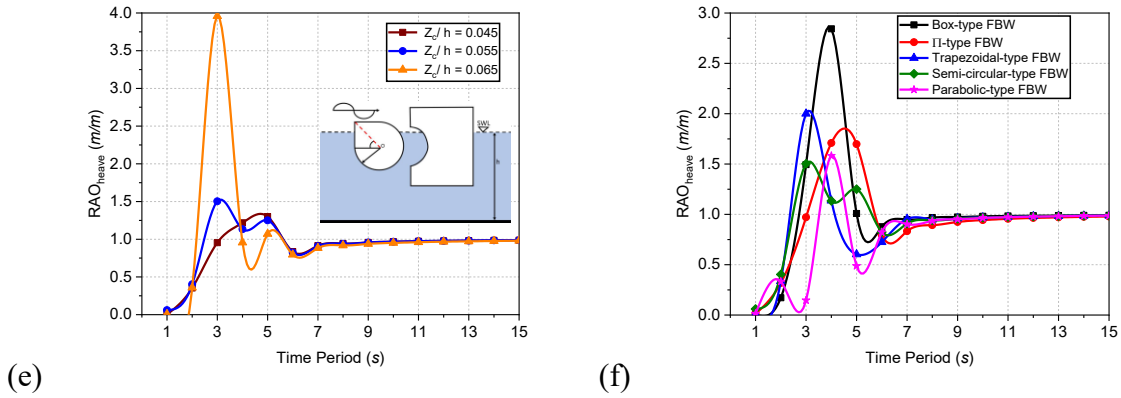 4.0
3.5
3.0
2.5
2.0
1.5
1.0
0.5
0.0
RAO_heave (m/m)
Z_c/ h = 0.045
Z_c/ h = 0.055
Z_c/ h = 0.065
SWL
1 3 5 7 9 11 13 15
Time Period (s)
(e)
3.0
2.5
2.0
1.5
1.0
0.5
0.0
RAO_heave (m/m)
Box-type FBW
Π-type FBW
Trapezoidal-type FBW
Semi-circular-type FBW
Parabolic-type FBW
1 3 5 7 9 11 13 15
Time Period (s)
(f)